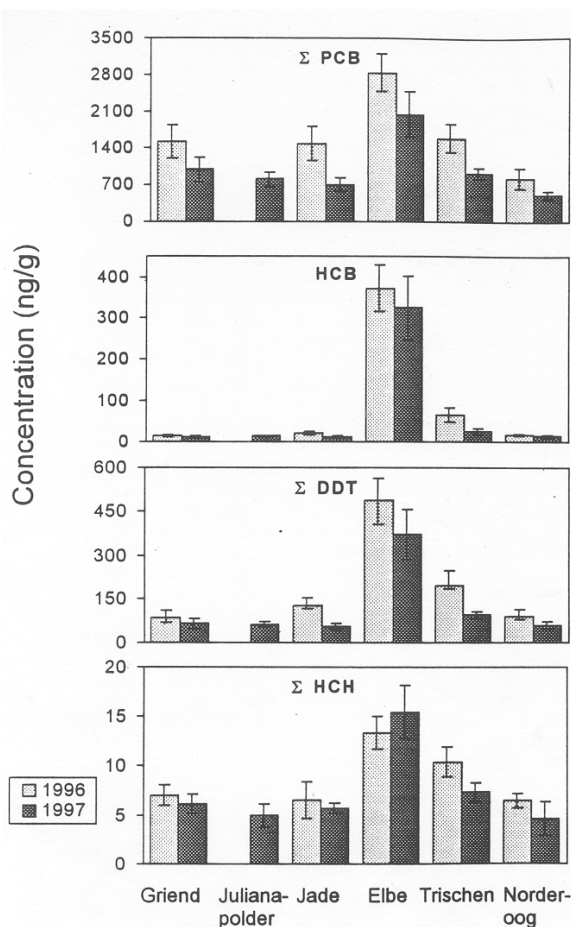 Concentration (ng/g)
Σ PCB
3500
2800
2100
1400
700
0
HCB
400
300
200
100
0
Σ DDT
600
450
300
150
0
Σ HCH
20
15
10
5
0
1996
1997
Griend
Juliana-
polder
Jade
Elbe
Trischen
Norder-
oog